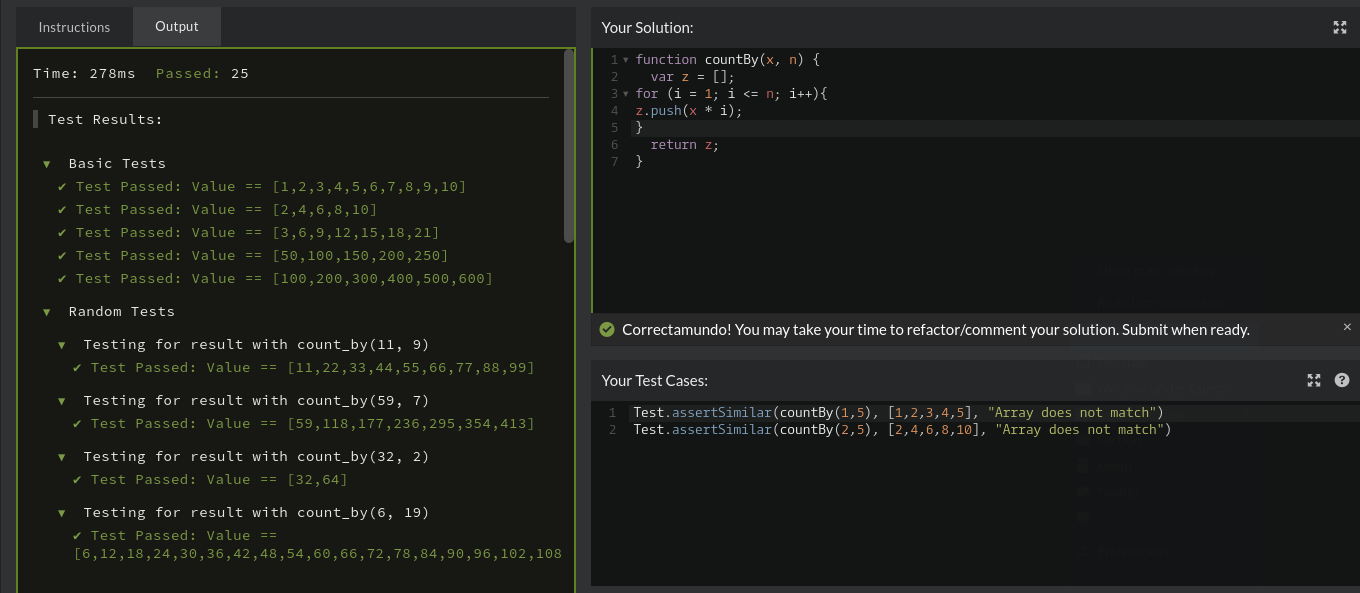 Instructions
Output
Time: 278ms Passed: 25
Test Results:
▼ Basic Tests
✔ Test Passed: Value == [1,2,3,4,5,6,7,8,9,10]
✔ Test Passed: Value == [2,4,6,8,10]
✔ Test Passed: Value == [3,6,9,12,15,18,21]
✔ Test Passed: Value == [50,100,150,200,250]
✔ Test Passed: Value == [100,200,300,400,500,600]
▼ Random Tests
▼ Testing for result with count_by(11, 9)
✔ Test Passed: Value == [11,22,33,44,55,66,77,88,99]
▼ Testing for result with count_by(59, 7)
✔ Test Passed: Value == [59,118,177,236,295,354,413]
▼ Testing for result with count_by(32, 2)
✔ Test Passed: Value == [32,64]
▼ Testing for result with count_by(6, 19)
✔ Test Passed: Value ==
[6,12,18,24,30,36,42,48,54,60,66,72,78,84,90,96,102,108
Your Solution:
1 function countBy(x, n) {
2   var z = [];
3 for (i = 1; i <= n; i++){
4 z.push(x * i);
5 }
6   return z;
7 }
Correctamundo! You may take your time to refactor/comment your solution. Submit when ready. ×
Your Test Cases: ?
1 Test.assertSimilar(countBy(1,5), [1,2,3,4,5], "Array does not match")
2 Test.assertSimilar(countBy(2,5), [2,4,6,8,10], "Array does not match")